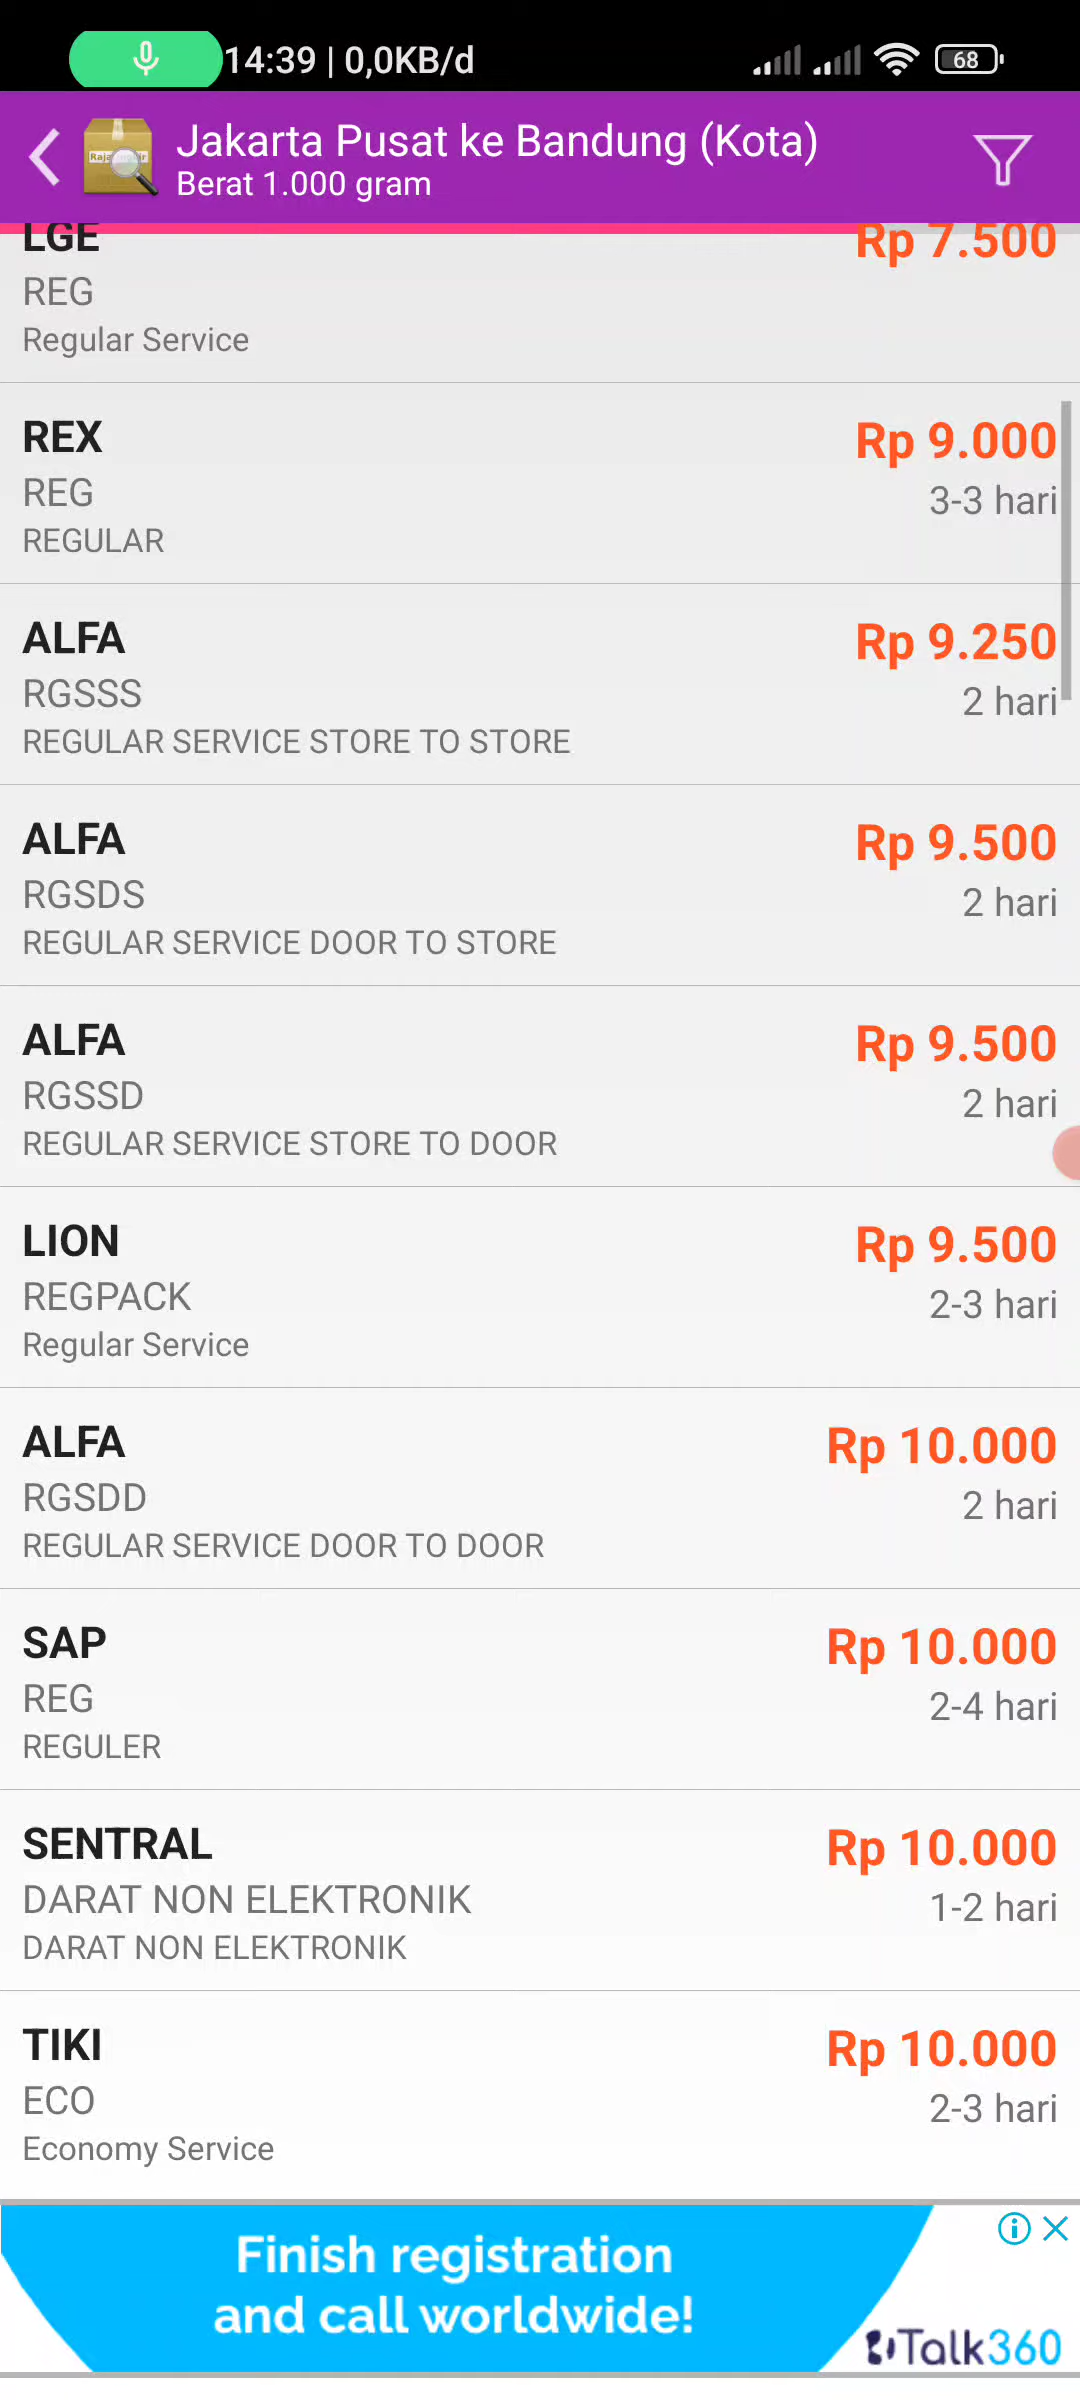 14:39 | 0,0KB/d
68
Jakarta Pusat ke Bandung (Kota)
Berat 1.000 gram
LGE
Rp 7.500
REG
Regular Service
REX
Rp 9.000
REG
3-3 hari
REGULAR
ALFA
Rp 9.250
RGSSS
2 hari
REGULAR SERVICE STORE TO STORE
ALFA
Rp 9.500
RGSDS
2 hari
REGULAR SERVICE DOOR TO STORE
ALFA
Rp 9.500
RGSSD
2 hari
REGULAR SERVICE STORE TO DOOR
LION
Rp 9.500
REGPACK
2-3 hari
Regular Service
ALFA
Rp 10.000
RGSDD
2 hari
REGULAR SERVICE DOOR TO DOOR
SAP
Rp 10.000
REG
2-4 hari
REGULER
SENTRAL
Rp 10.000
DARAT NON ELEKTRONIK
1-2 hari
DARAT NON ELEKTRONIK
TIKI
Rp 10.000
ECO
2-3 hari
Economy Service
Finish registration
and call worldwide!
Talk360